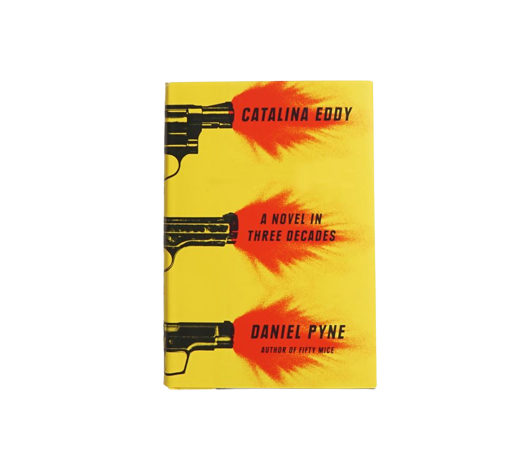 CATALINA EDDY
A NOVEL IN
THREE DECADES
DANIEL PYNE
AUTHOR OF FIFTY MICE